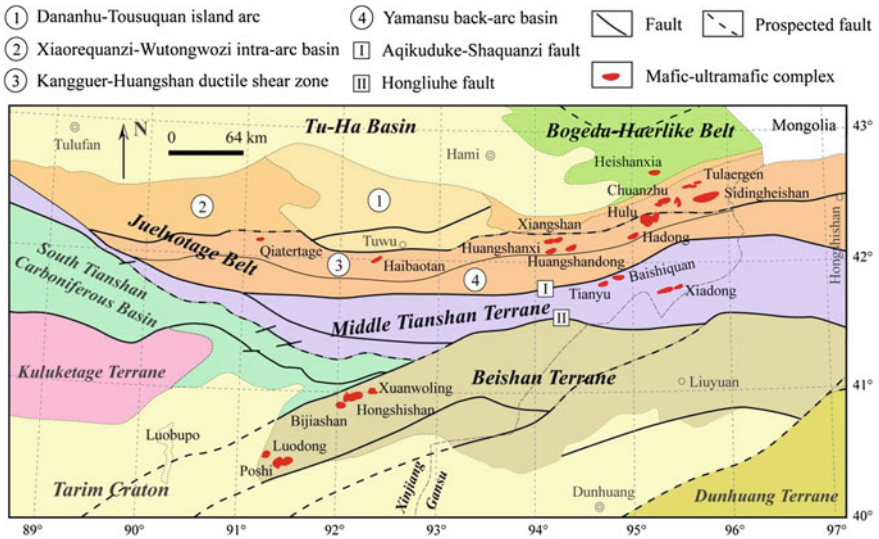 ① Dananhu-Tousuquan island arc
② Xiaorequanzi-Wutongwozi intra-arc basin
③ Kangguer-Huangshan ductile shear zone
④ Yamansu back-arc basin
I Aqikuduke-Shaquanzi fault
II Hongliuhe fault
Fault
Prospected fault
Mafic-ultramafic complex
Tulufan
N
0 64 km
Tu-Ha Basin
Hami
Bogeda-Haerlike Belt
Mongolia
43°
Heishanxia
Tulaergen
Chuanzhu
Sidingheishan
②
①
Xiangshan
Hulu
Hongshishan
Juelnotage Belt
Qiatertage
Tuwu
Huangshanxi
Hadong
42°
③
Haibaotan
Huangshandong
④
I
Baishiquan
Tianyu
Xiadong
South Tianshan
Carboniferous Basin
Middle Tianshan Terrane
II
Kuluketage Terrane
Xuanwoling
Beishan Terrane
Liuyuan
41°
Bijiashan
Hongshishan
Luobupo
Luodong
Poshi
Tarim Craton
Xinjiang
Gansu
Dunhuang
Dunhuang Terrane
40°
89° 90° 91° 92° 93° 94° 95° 96° 97°